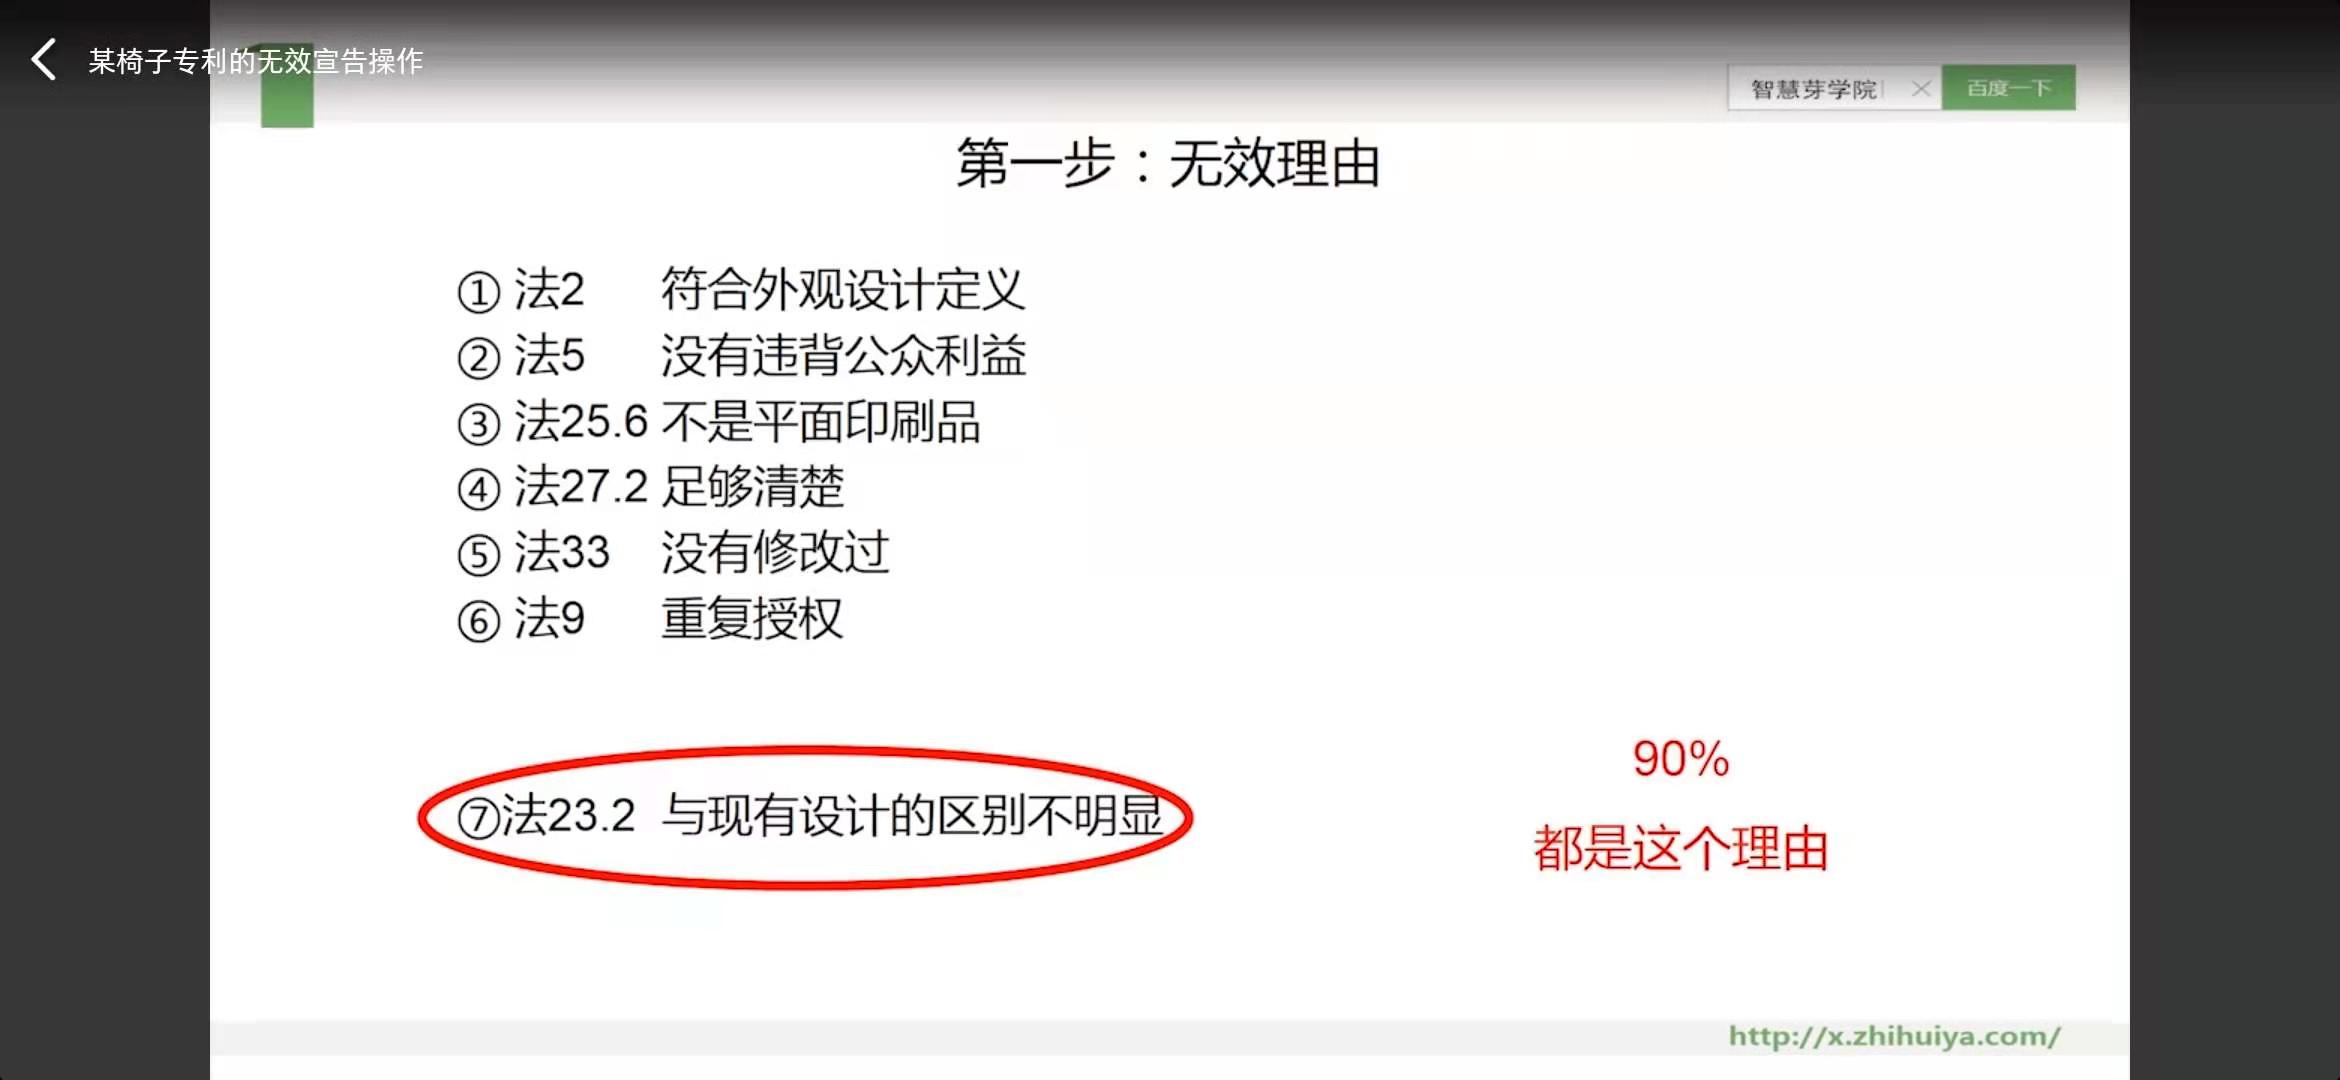 某椅子专利的无效宣告操作
智慧芽学院 × 百度一下
第一步：无效理由
① 法2 符合外观设计定义
② 法5 没有违背公众利益
③ 法25.6 不是平面印刷品
④ 法27.2 足够清楚
⑤ 法33 没有修改过
⑥ 法9 重复授权
⑦法23.2 与现有设计的区别不明显
90%
都是这个理由
http://x.zhihuiya.com/